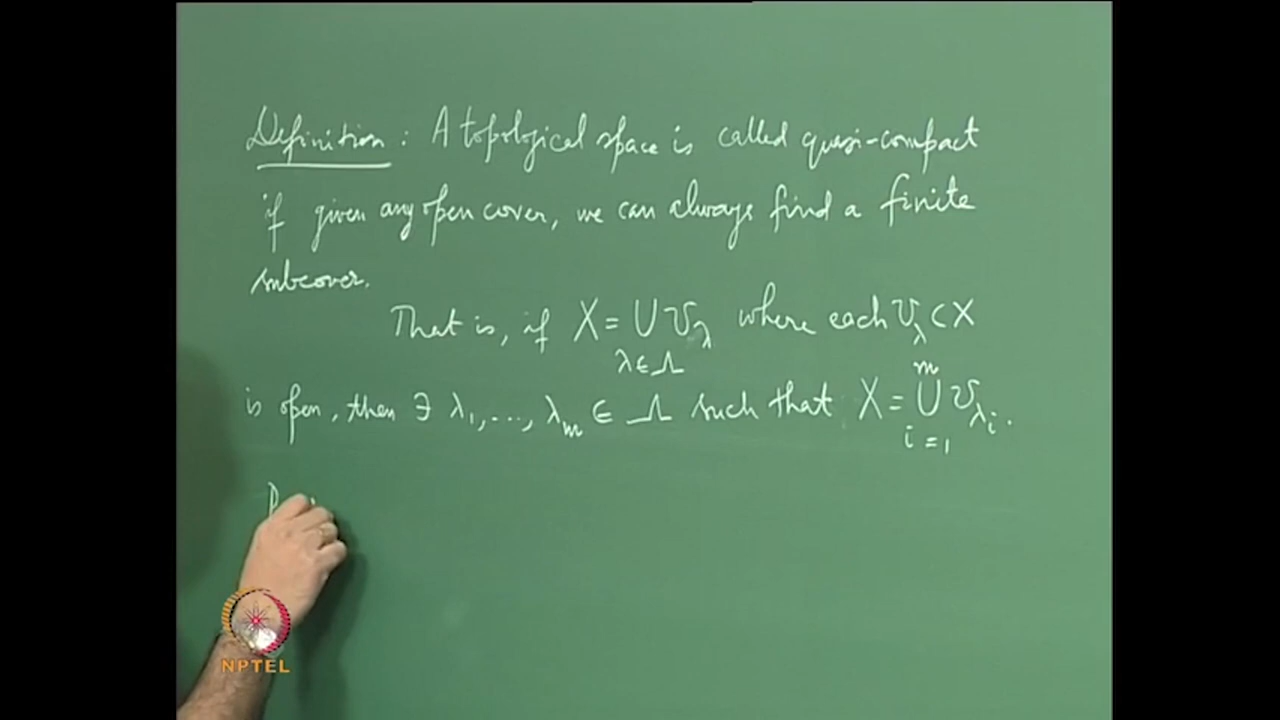 Definition : A topological space is called quasi-compact
if given any open cover, we can always find a finite
subcover.
That is, if X = ∪ U_λ where each U_λ ⊂ X
λ ∈ Λ
is open, then ∃ λ_1, ..., λ_m ∈ Λ such that X = ∪_{i=1}^{m} U_{λ_i}.
NPTEL